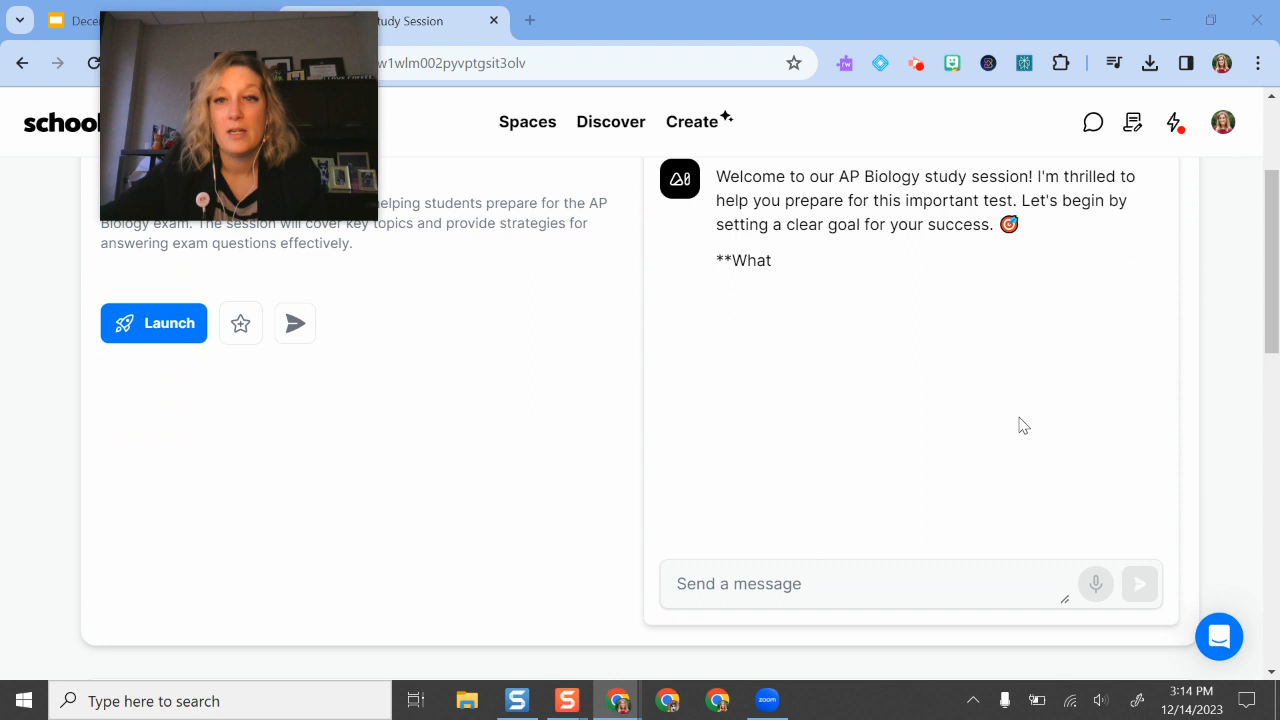 Dece
tudy Session
w1wlm002pyvptgsit3olv
school
Spaces
Discover
Create
helping students prepare for the AP
Biology exam. The session will cover key topics and provide strategies for
answering exam questions effectively.
Launch
Welcome to our AP Biology study session! I'm thrilled to
help you prepare for this important test. Let's begin by
setting a clear goal for your success. 🎯
**What
Send a message
Type here to search
zoom
3:14 PM
12/14/2023